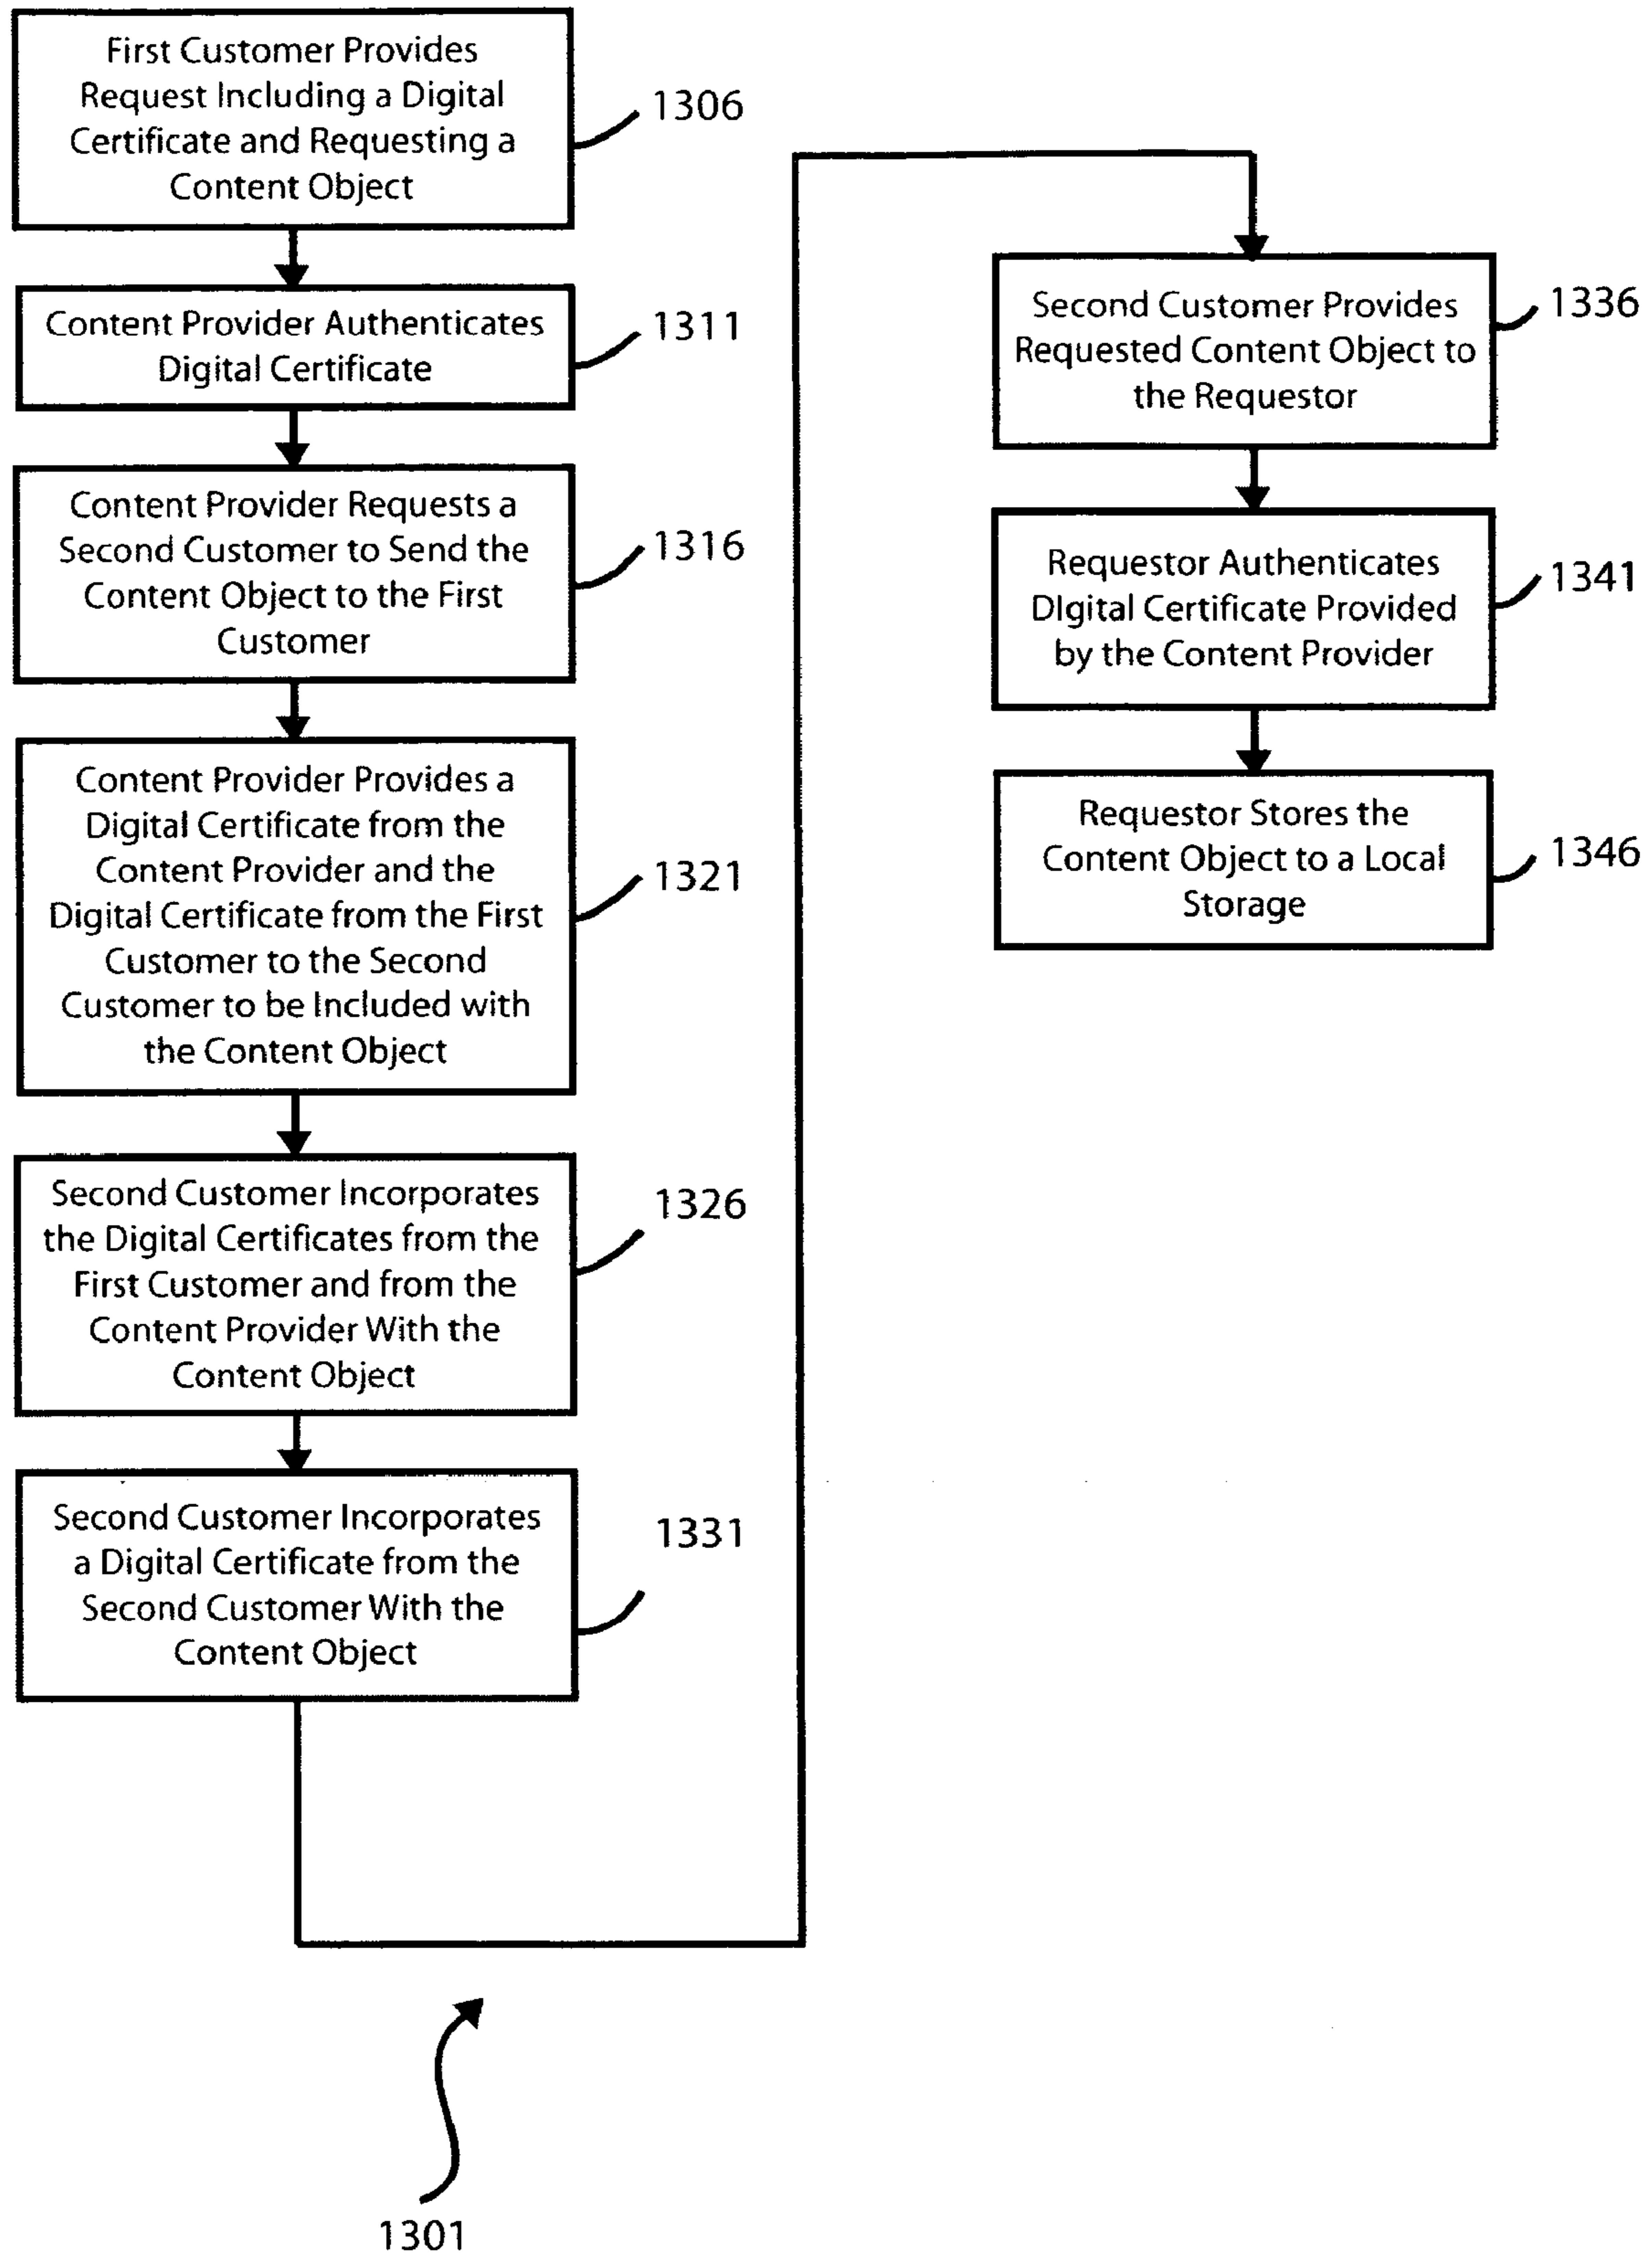 First Customer Provides
Request Including a Digital
Certificate and Requesting a
Content Object
1306
Content Provider Authenticates
Digital Certificate
1311
Content Provider Requests a
Second Customer to Send the
Content Object to the First
Customer
1316
Content Provider Provides a
Digital Certificate from the
Content Provider and the
Digital Certificate from the First
Customer to the Second
Customer to be Included with
the Content Object
1321
Second Customer Incorporates
the Digital Certificates from the
First Customer and from the
Content Provider With the
Content Object
1326
Second Customer Incorporates
a Digital Certificate from the
Second Customer With the
Content Object
1331
Second Customer Provides
Requested Content Object to
the Requestor
1336
Requestor Authenticates
DIgital Certificate Provided
by the Content Provider
1341
Requestor Stores the
Content Object to a Local
Storage
1346
1301